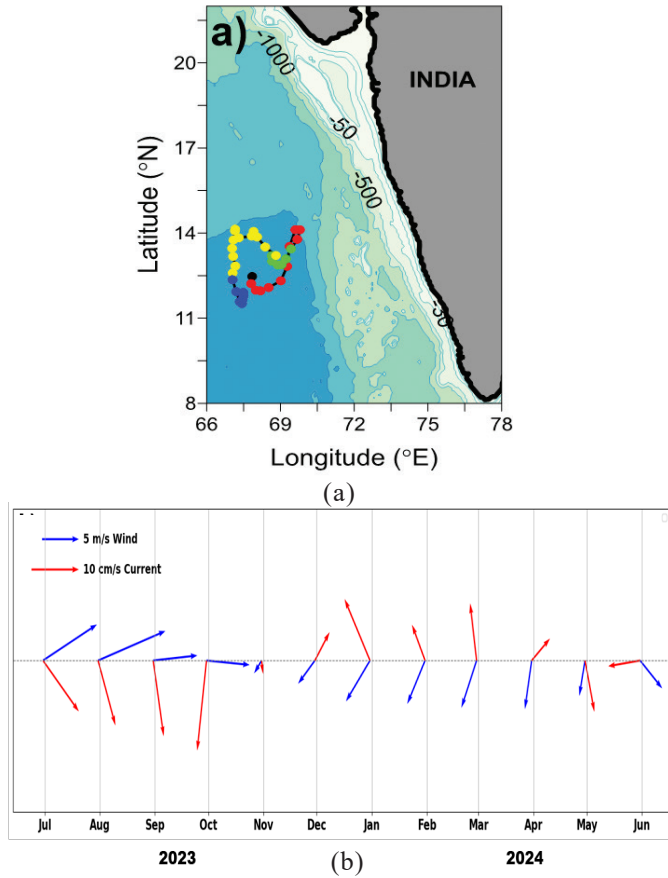 a)
-1000
INDIA
-50
-500
-30
20
17
14
11
8
66 69 72 75 78
Latitude (°N)
Longitude (°E)
(a)
5 m/s Wind
10 cm/s Current
Jul Aug Sep Oct Nov Dec Jan Feb Mar Apr May Jun
2023 2024
(b)